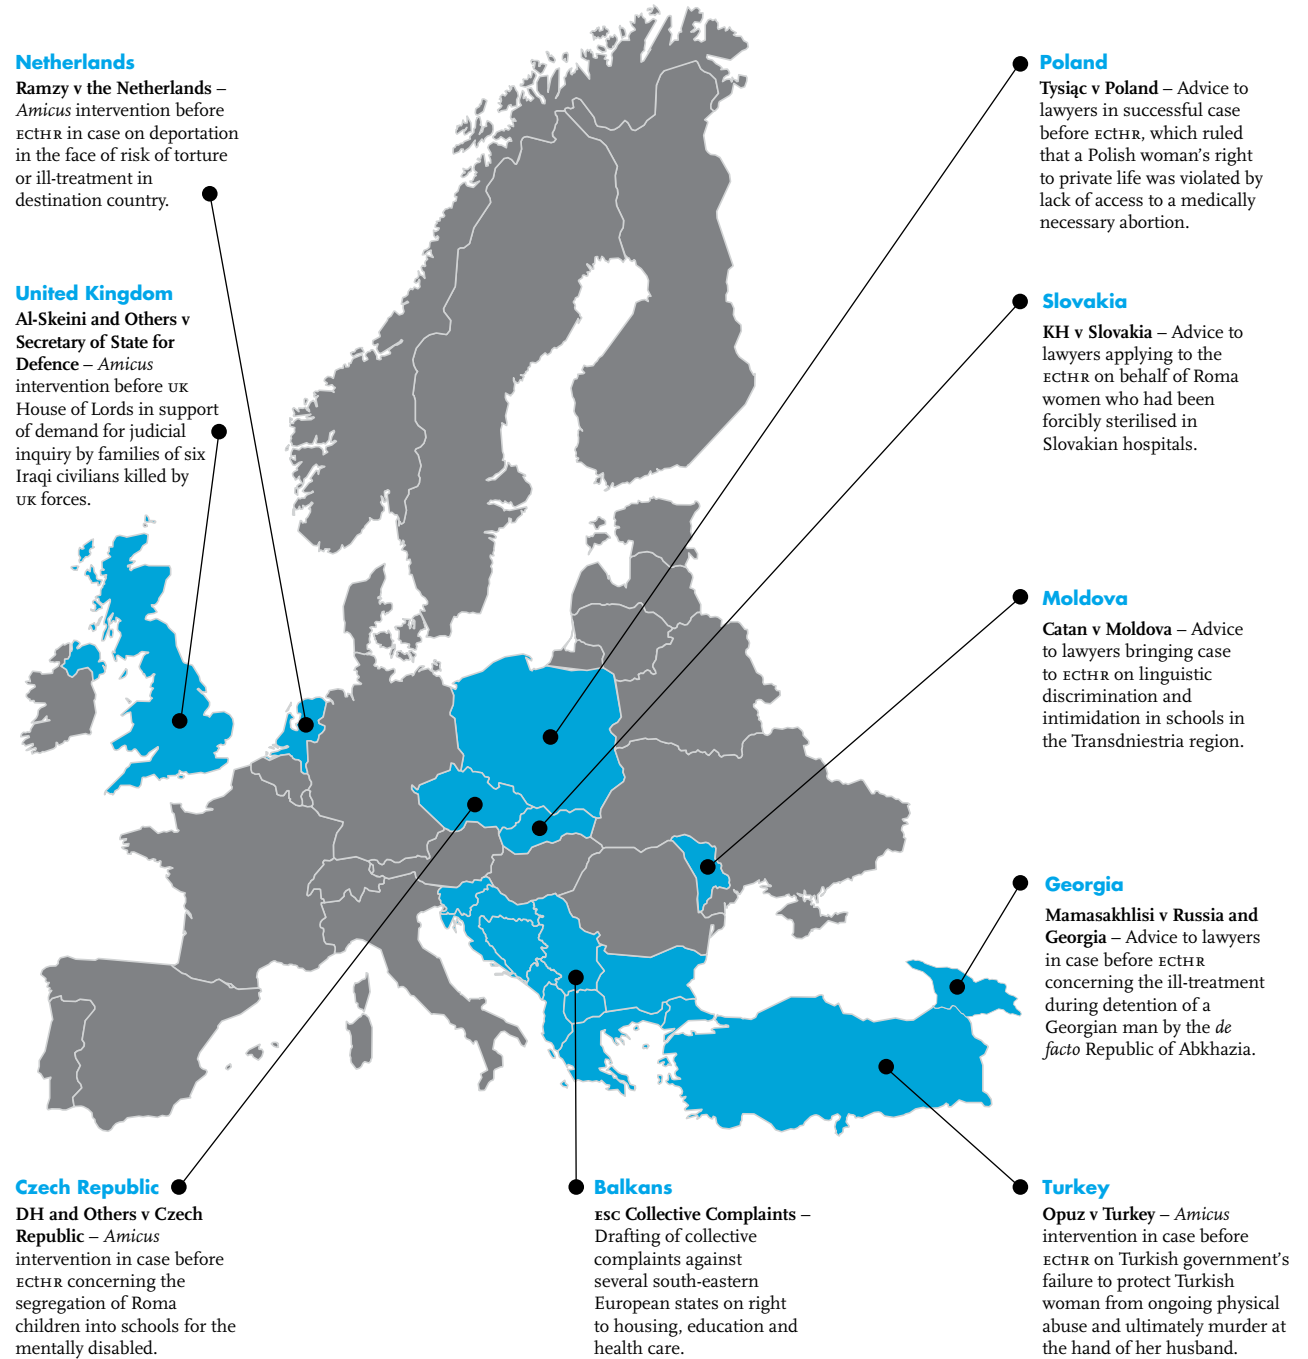 Netherlands
Ramzy v the Netherlands –
Amicus intervention before
ECTHR in case on deportation
in the face of risk of torture
or ill-treatment in
destination country.
United Kingdom
Al-Skeini and Others v
Secretary of State for
Defence – Amicus
intervention before UK
House of Lords in support
of demand for judicial
inquiry by families of six
Iraqi civilians killed by
UK forces.
Poland
Tysiąc v Poland – Advice to
lawyers in successful case
before ECTHR, which ruled
that a Polish woman's right
to private life was violated by
lack of access to a medically
necessary abortion.
Slovakia
KH v Slovakia – Advice to
lawyers applying to the
ECTHR on behalf of Roma
women who had been
forcibly sterilised in
Slovakian hospitals.
Moldova
Catan v Moldova – Advice
to lawyers bringing case
to ECTHR on linguistic
discrimination and
intimidation in schools in
the Transdniestria region.
Georgia
Mamasakhlisi v Russia and
Georgia – Advice to lawyers
in case before ECTHR
concerning the ill-treatment
during detention of a
Georgian man by the de
facto Republic of Abkhazia.
Czech Republic
DH and Others v Czech
Republic – Amicus
intervention in case before
ECTHR concerning the
segregation of Roma
children into schools for the
mentally disabled.
Balkans
ESC Collective Complaints –
Drafting of collective
complaints against
several south-eastern
European states on right
to housing, education and
health care.
Turkey
Opuz v Turkey – Amicus
intervention in case before
ECTHR on Turkish government's
failure to protect Turkish
woman from ongoing physical
abuse and ultimately murder at
the hand of her husband.